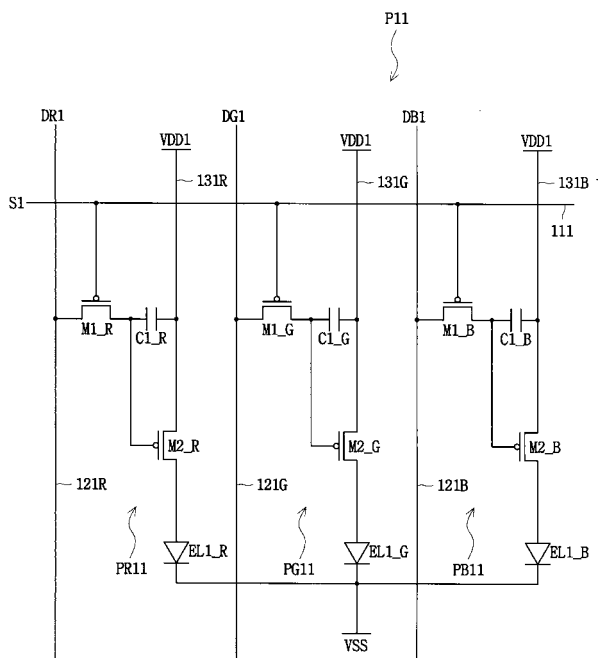 P11
DR1 DG1 DB1
VDD1 VDD1 VDD1
131R 131G 131B
S1
111
M1_R C1_R M1_G C1_G M1_B C1_B
M2_R M2_G M2_B
121R 121G 121B
EL1_R EL1_G EL1_B
PR11 PG11 PB11
VSS